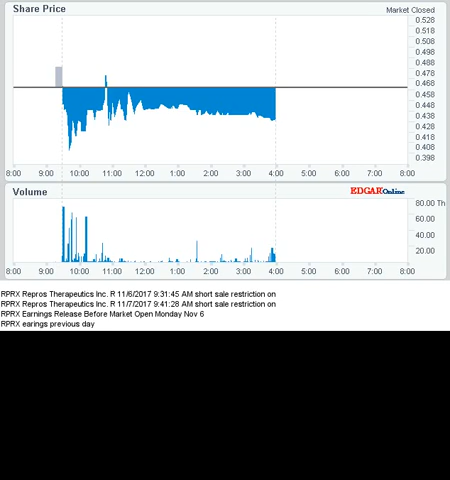 Share Price
Market Closed
0.528
0.518
0.508
0.498
0.488
0.478
0.468
0.458
0.448
0.438
0.428
0.418
0.408
0.398
8:00 9:00 10:00 11:00 12:00 1:00 2:00 3:00 4:00 5:00 6:00 7:00 8:00
Volume
EDGAR Online
80.00 Th
60.00
40.00
20.00
8:00 9:00 10:00 11:00 12:00 1:00 2:00 3:00 4:00 5:00 6:00 7:00 8:00
RPRX Repros Therapeutics Inc. R 11/6/2017 9:31:45 AM short sale restriction on
RPRX Repros Therapeutics Inc. R 11/7/2017 9:41:28 AM short sale restriction on
RPRX Earnings Release Before Market Open Monday Nov 6
RPRX earings previous day